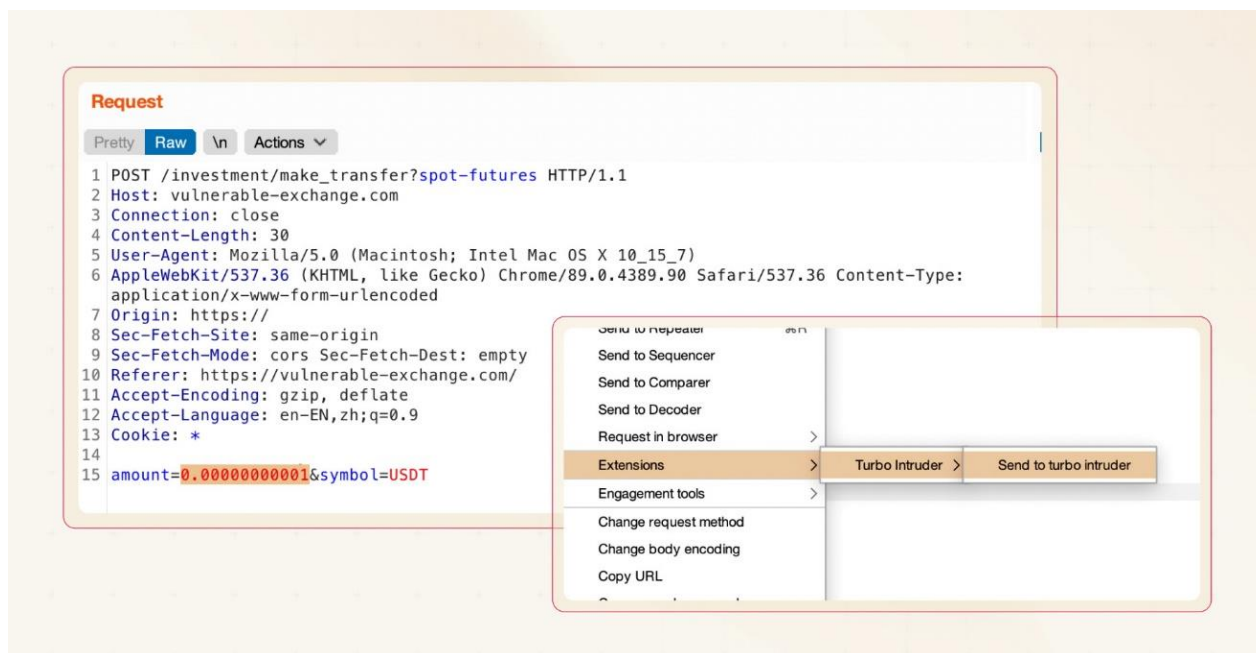 Request
Pretty Raw \n Actions
1 POST /investment/make_transfer?spot-futures HTTP/1.1
2 Host: vulnerable-exchange.com
3 Connection: close
4 Content-Length: 30
5 User-Agent: Mozilla/5.0 (Macintosh; Intel Mac OS X 10_15_7)
6 AppleWebKit/537.36 (KHTML, like Gecko) Chrome/89.0.4389.90 Safari/537.36 Content-Type:
application/x-www-form-urlencoded
7 Origin: https://
8 Sec-Fetch-Site: same-origin
9 Sec-Fetch-Mode: cors Sec-Fetch-Dest: empty
10 Referer: https://vulnerable-exchange.com/
11 Accept-Encoding: gzip, deflate
12 Accept-Language: en-EN,zh;q=0.9
13 Cookie: *
14
15 amount=0.00000000001&symbol=USDT
Send to Repeater ⌘R
Send to Sequencer
Send to Comparer
Send to Decoder
Request in browser >
Extensions > Turbo Intruder > Send to turbo intruder
Engagement tools >
Change request method
Change body encoding
Copy URL